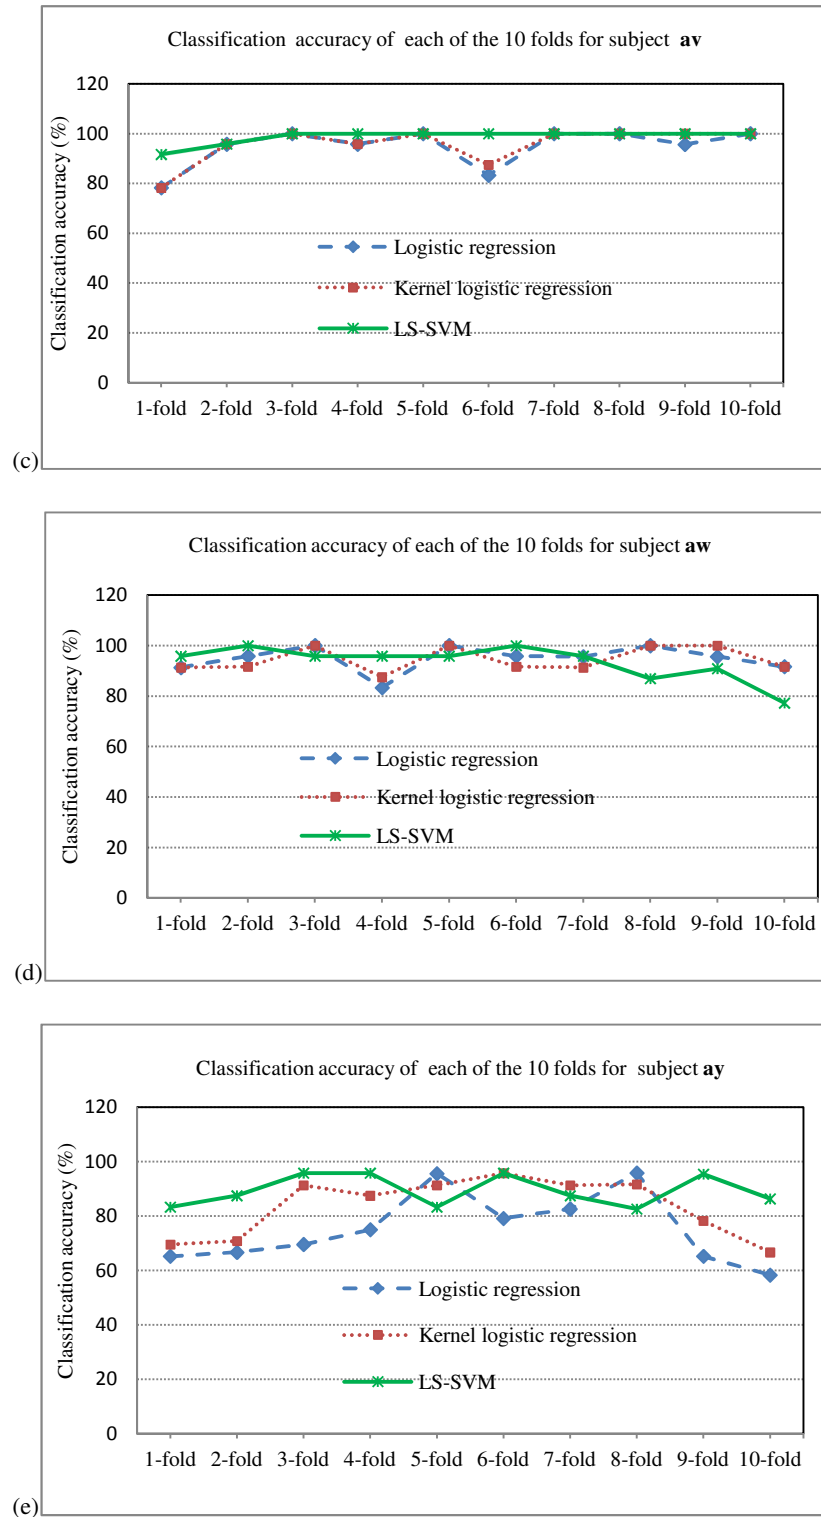 Classification accuracy of each of the 10 folds for subject av
Classification accuracy (%)
120
100
80
60
40
20
0
Logistic regression
Kernel logistic regression
LS-SVM
1-fold 2-fold 3-fold 4-fold 5-fold 6-fold 7-fold 8-fold 9-fold 10-fold
(c)
Classification accuracy of each of the 10 folds for subject aw
Classification accuracy (%)
120
100
80
60
40
20
0
Logistic regression
Kernel logistic regression
LS-SVM
1-fold 2-fold 3-fold 4-fold 5-fold 6-fold 7-fold 8-fold 9-fold 10-fold
(d)
Classification accuracy of each of the 10 folds for subject ay
Classification accuracy (%)
120
100
80
60
40
20
0
Logistic regression
Kernel logistic regression
LS-SVM
1-fold 2-fold 3-fold 4-fold 5-fold 6-fold 7-fold 8-fold 9-fold 10-fold
(e)